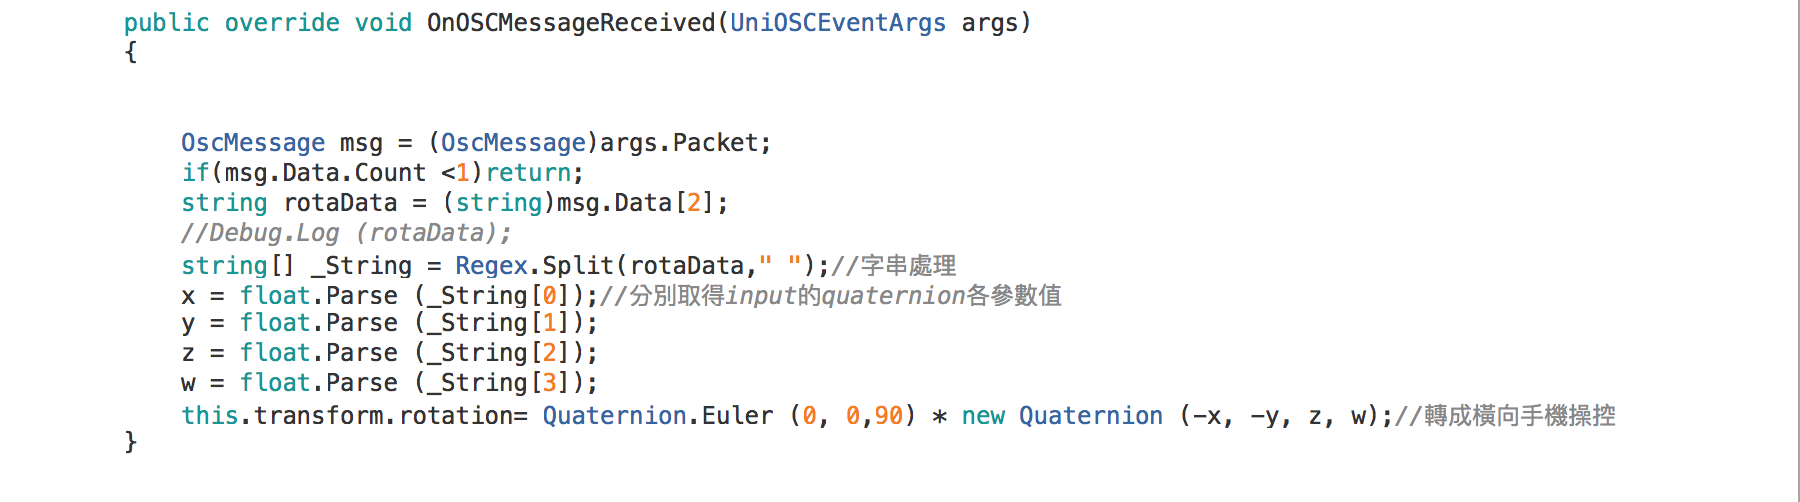 public override void OnOSCMessageReceived(UniOSCEventArgs args)
{
OscMessage msg = (OscMessage)args.Packet;
if(msg.Data.Count <1)return;
string rotaData = (string)msg.Data[2];
//Debug.Log (rotaData);
string[] _String = Regex.Split(rotaData," ");//字串處理
x = float.Parse (_String[0]);//分別取得input的quaternion各參數值
y = float.Parse (_String[1]);
z = float.Parse (_String[2]);
w = float.Parse (_String[3]);
this.transform.rotation= Quaternion.Euler (0, 0,90) * new Quaternion (-x, -y, z, w);//轉成橫向手機操控
}